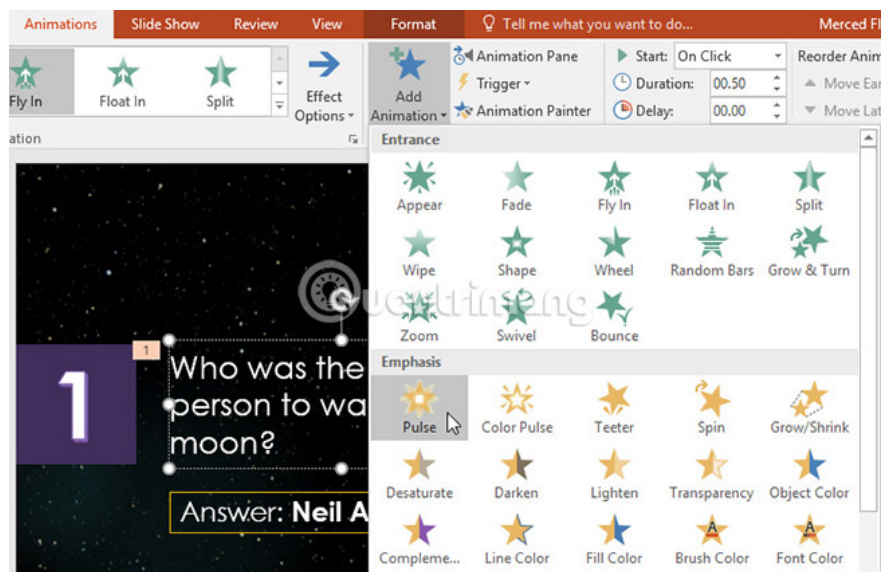 Animations Slide Show Review View Format Tell me what you want to do... Merced Fl
Fly In Float In Split Effect Options Add Animation Animation Pane Start: On Click Reorder Anim
Trigger Duration: 00.50 Move Ear
Animation Painter Delay: 00.00 Move Lat
ation
Entrance
Appear Fade Fly In Float In Split
Wipe Shape Wheel Random Bars Grow & Turn
Zoom Swivel Bounce
Emphasis
Pulse Color Pulse Teeter Spin Grow/Shrink
Desaturate Darken Lighten Transparency Object Color
Compleme... Line Color Fill Color Brush Color Font Color
1
1
Who was the
person to wa
moon?
Answer: Neil A
Quantrimang